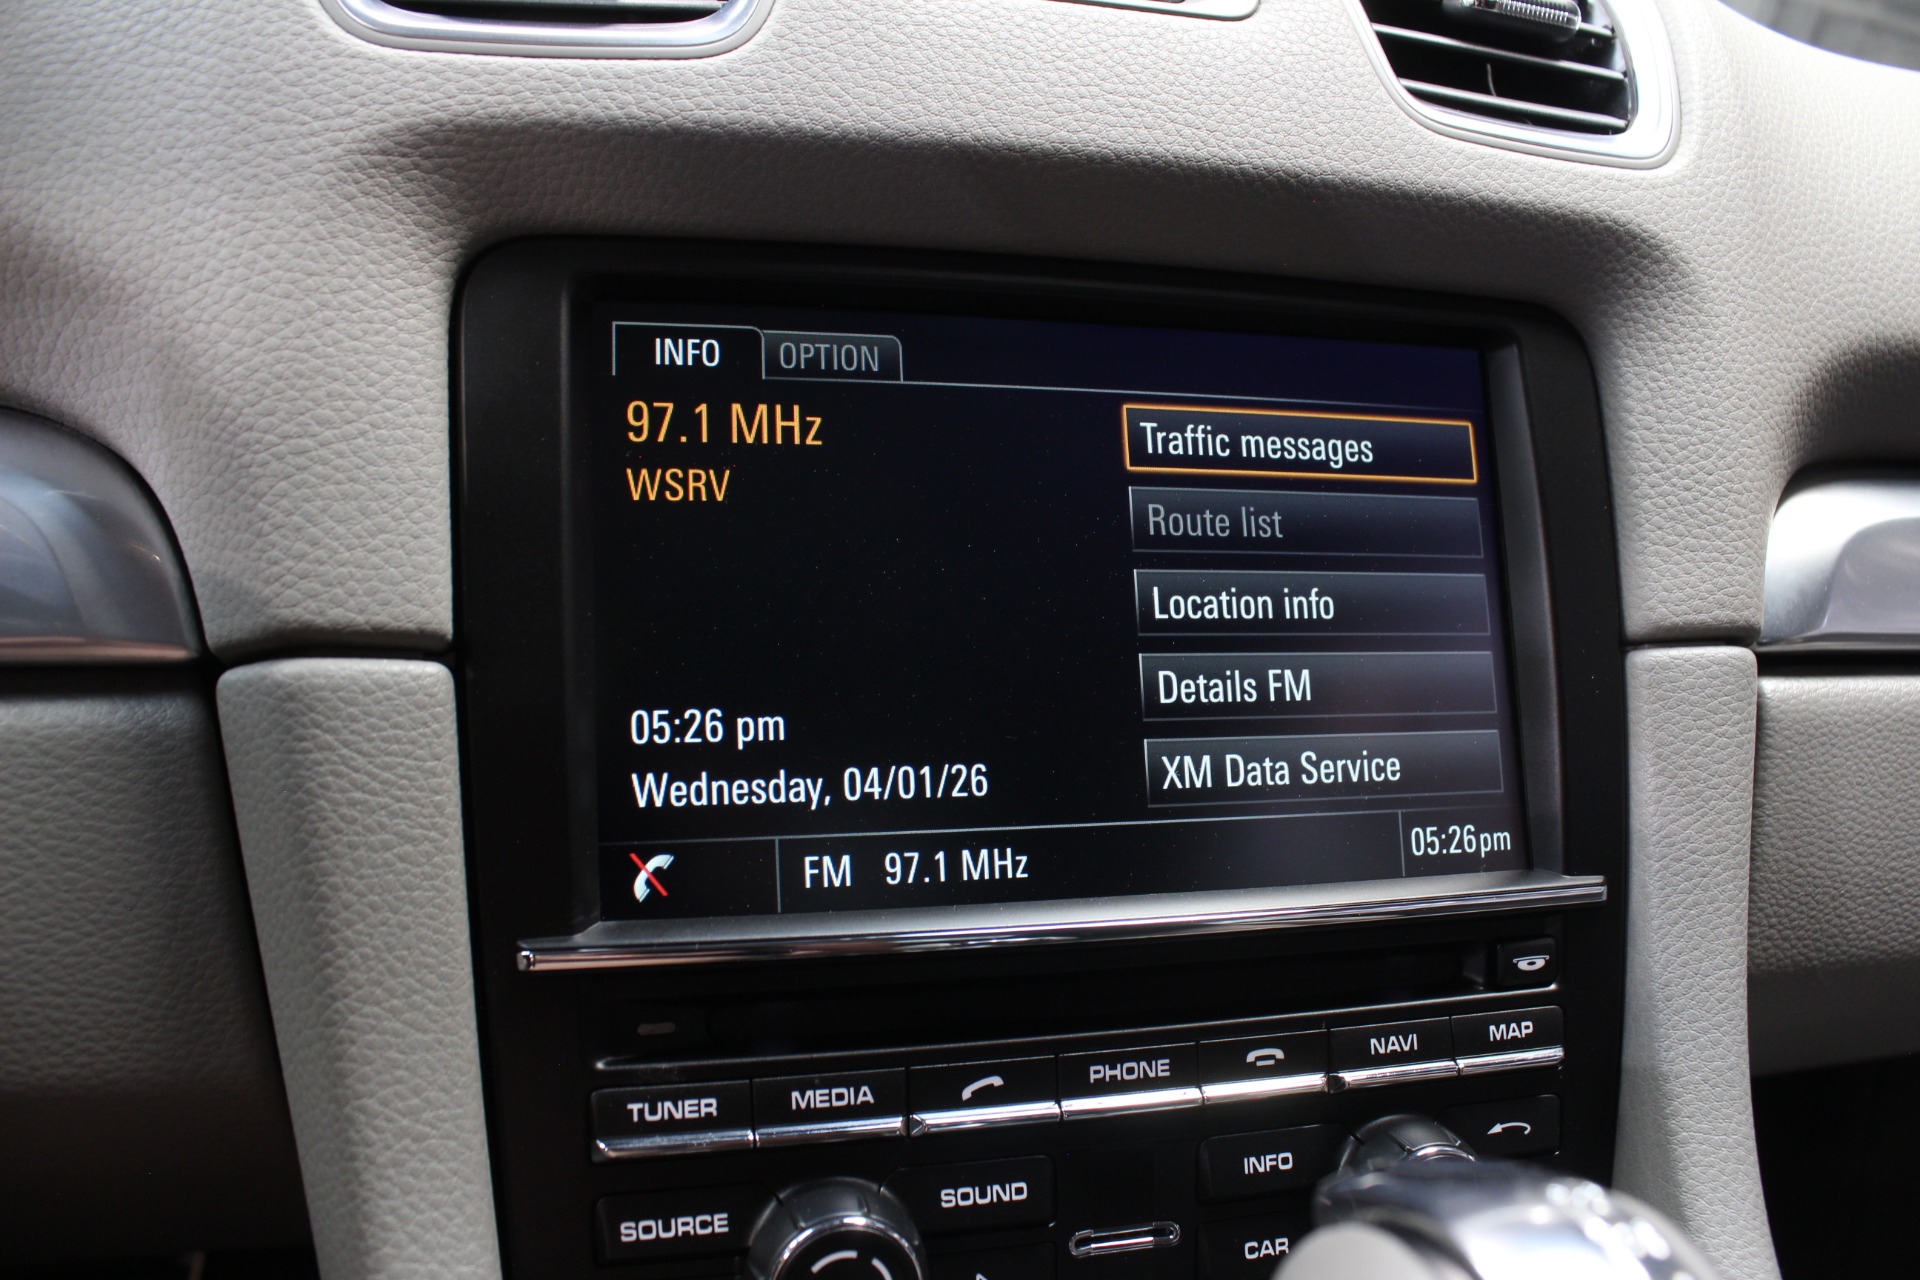 INFO OPTION
97.1 MHz
WSRV
Traffic messages
Route list
Location info
Details FM
XM Data Service
05:26 pm
Wednesday, 04/01/26
FM 97.1 MHz
05:26pm
TUNER MEDIA PHONE NAVI MAP
SOURCE SOUND INFO
CAR